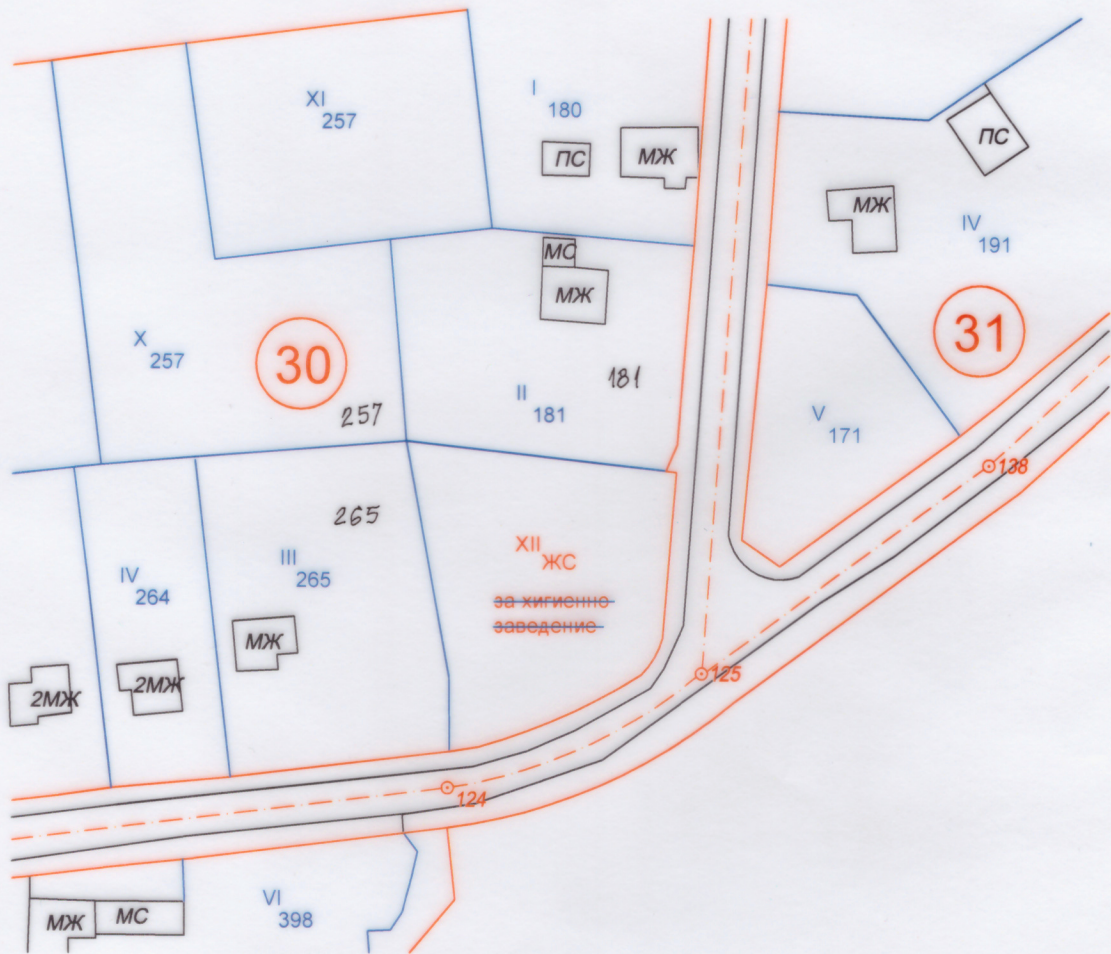 XI
257
I
180
ПС
МЖ
ПС
МЖ
IV
191
МС
МЖ
X
257
30
31
257
181
II
181
V
171
138
265
III
265
IV
264
XII
ЖС
за хигиенно
заведение
МЖ
2МЖ
2МЖ
125
124
VI
398
МЖ
МС